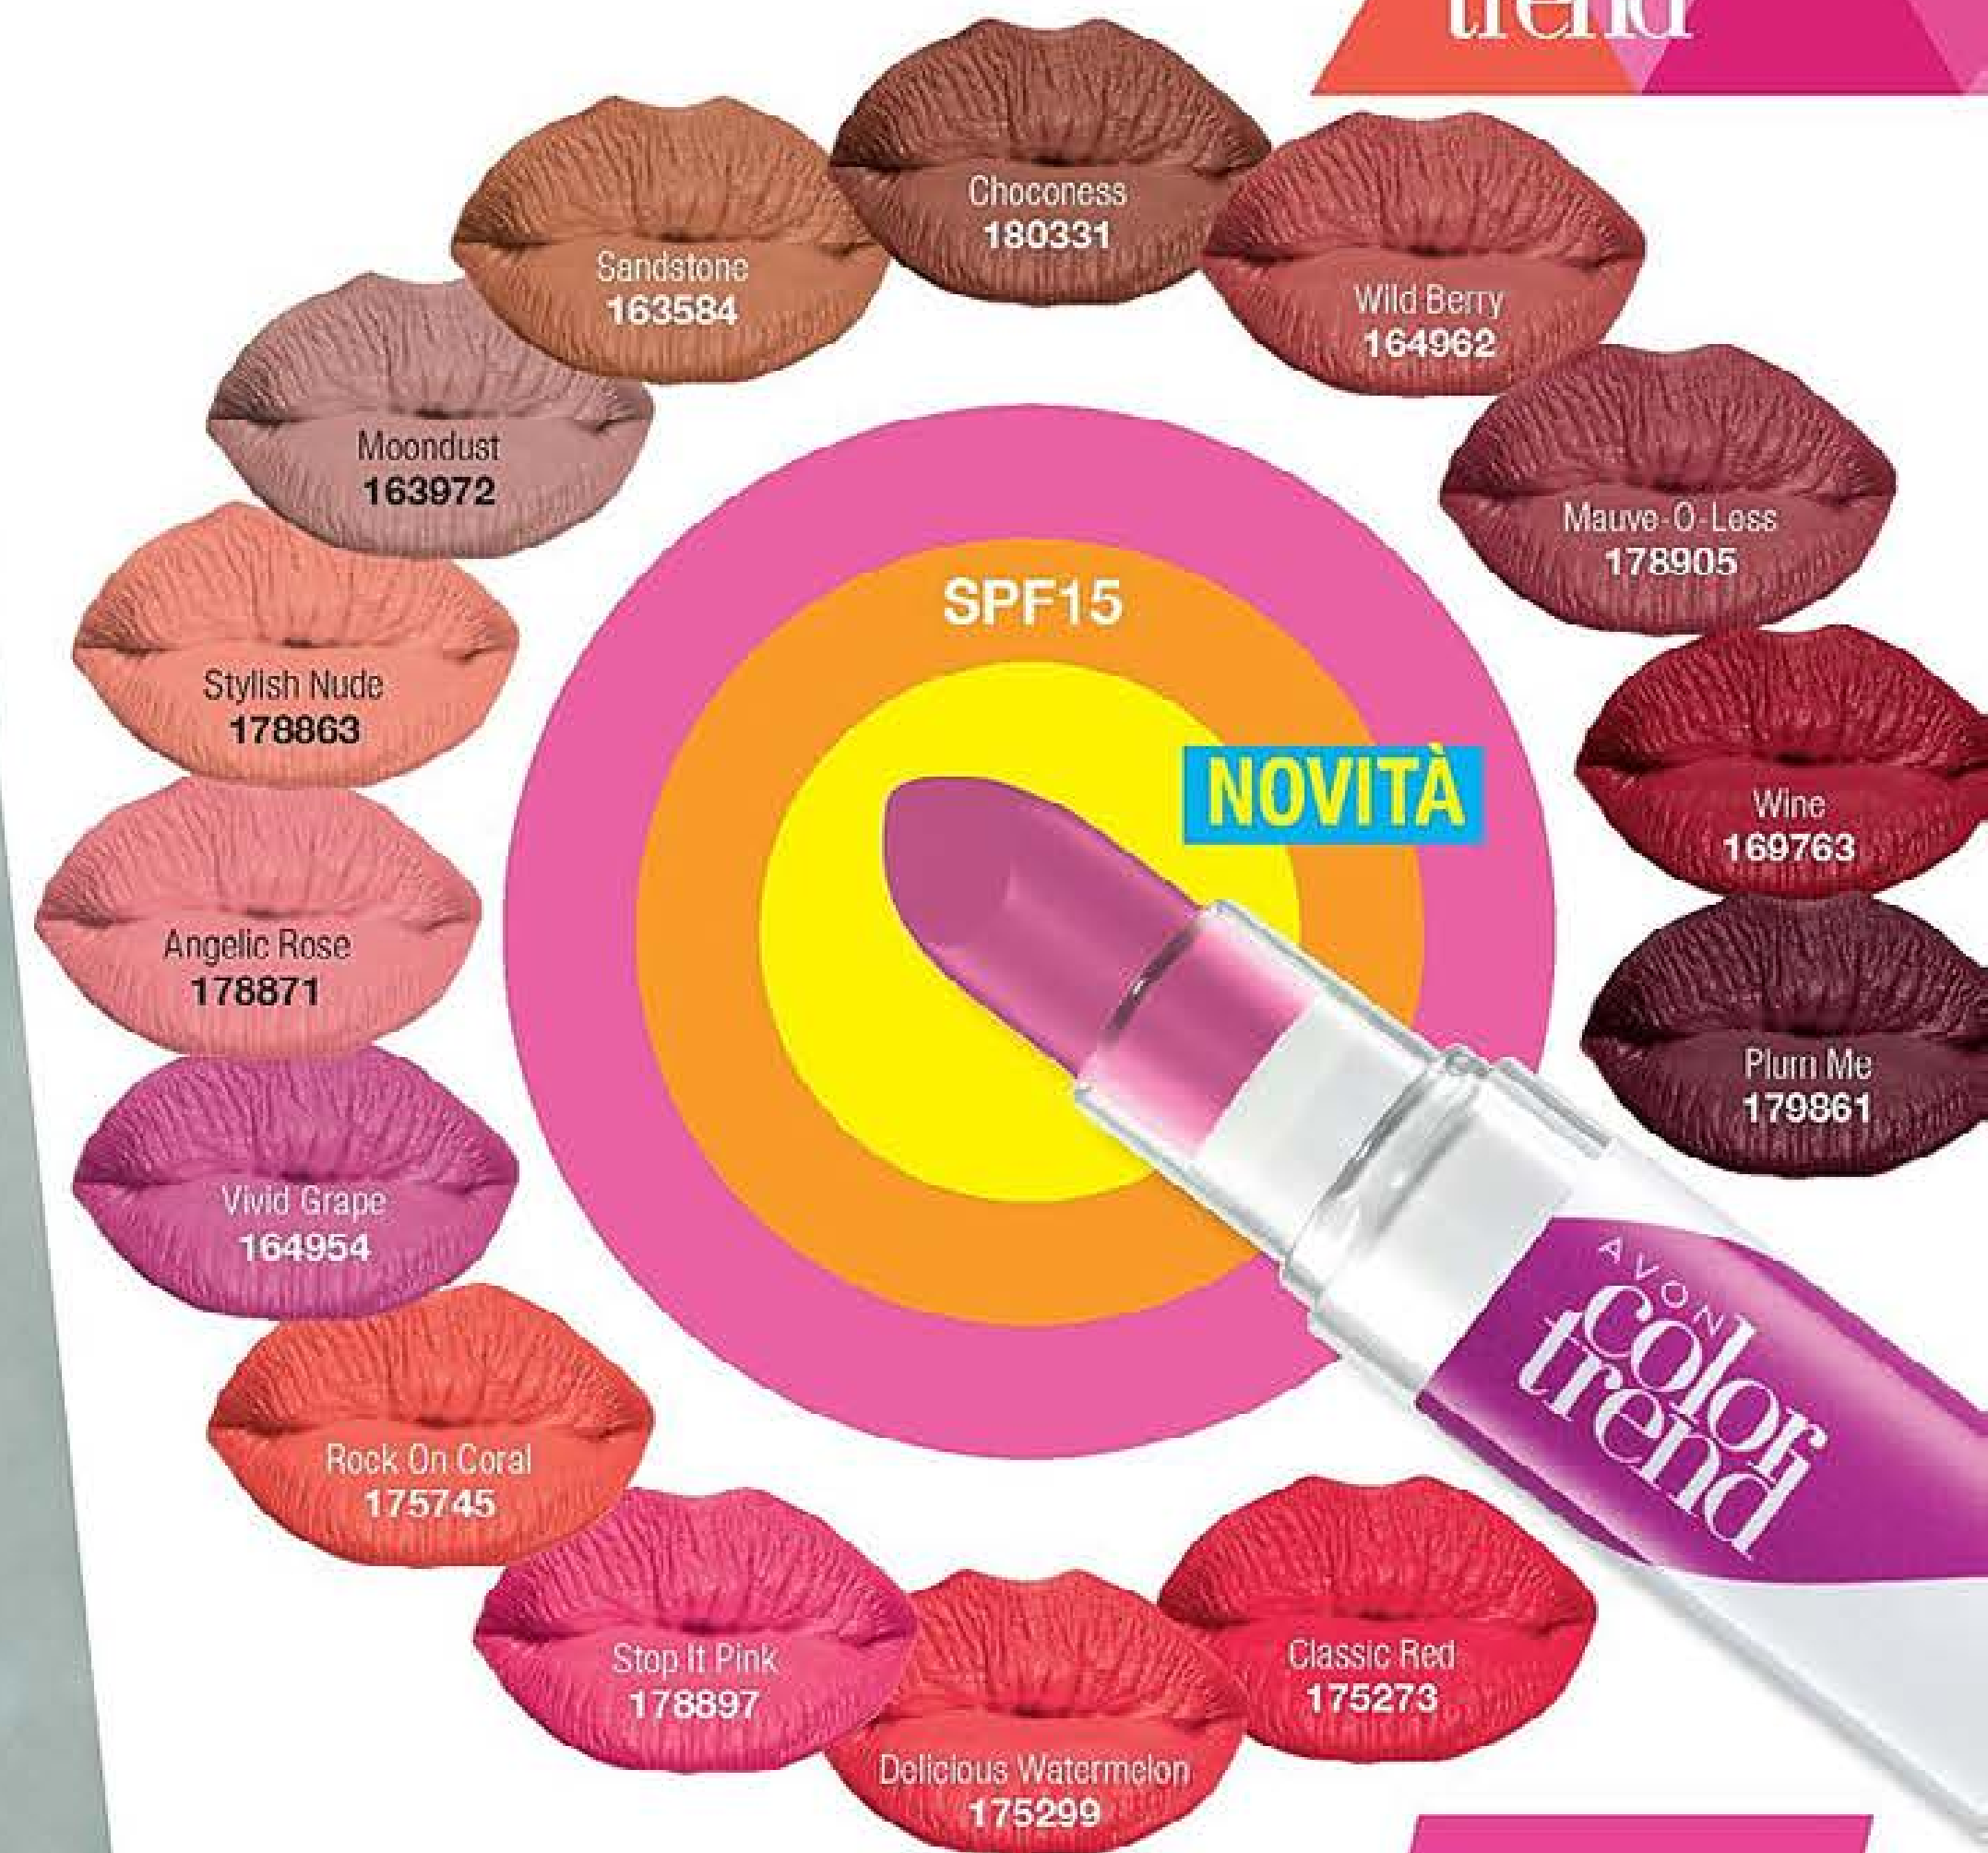 trend
Choconess
180331
Sandstone
163584
Wild Berry
164962
Moondust
163972
Mauve-O-Less
178905
SPF15
Stylish Nude
178863
NOVITÀ
Wine
169763
Angelic Rose
178871
Plum Me
179861
Vivid Grape
164954
AVON
color
trend
Rock On Coral
175745
Stop It Pink
178897
Classic Red
175273
Delicious Watermelon
175299